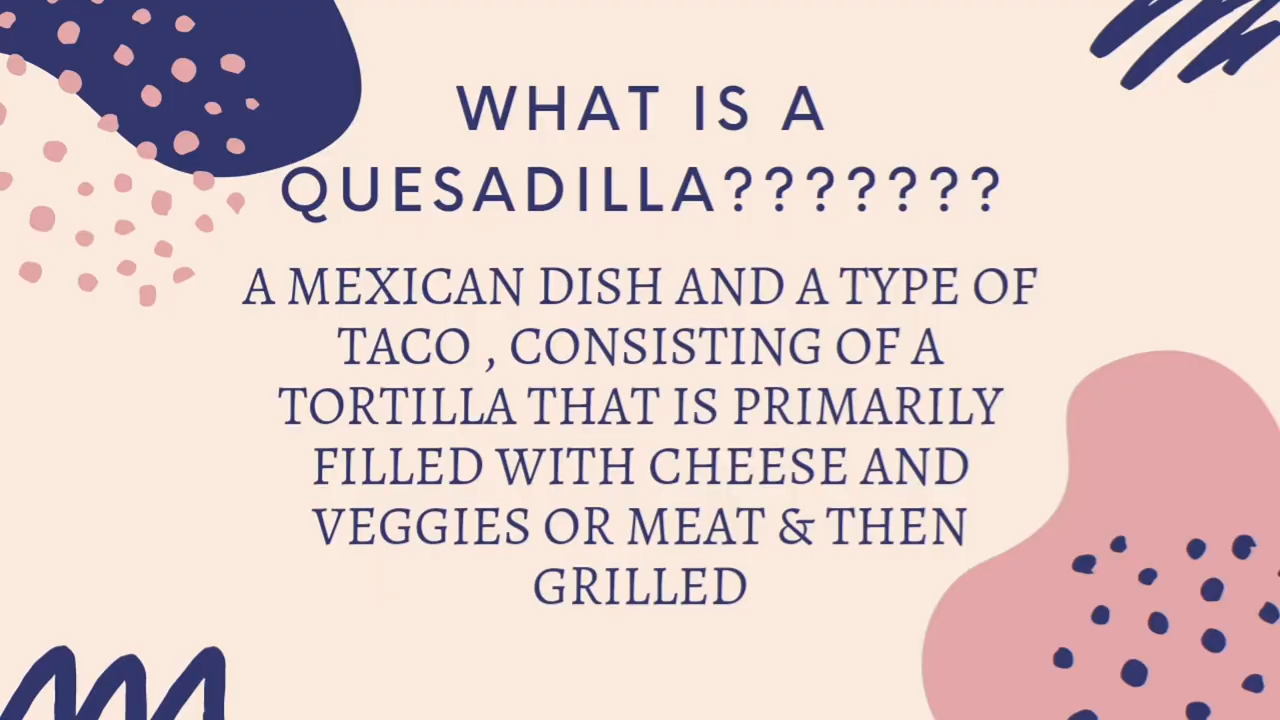 WHAT IS A
QUESADILLA???????
A MEXICAN DISH AND A TYPE OF
TACO , CONSISTING OF A
TORTILLA THAT IS PRIMARILY
FILLED WITH CHEESE AND
VEGGIES OR MEAT & THEN
GRILLED